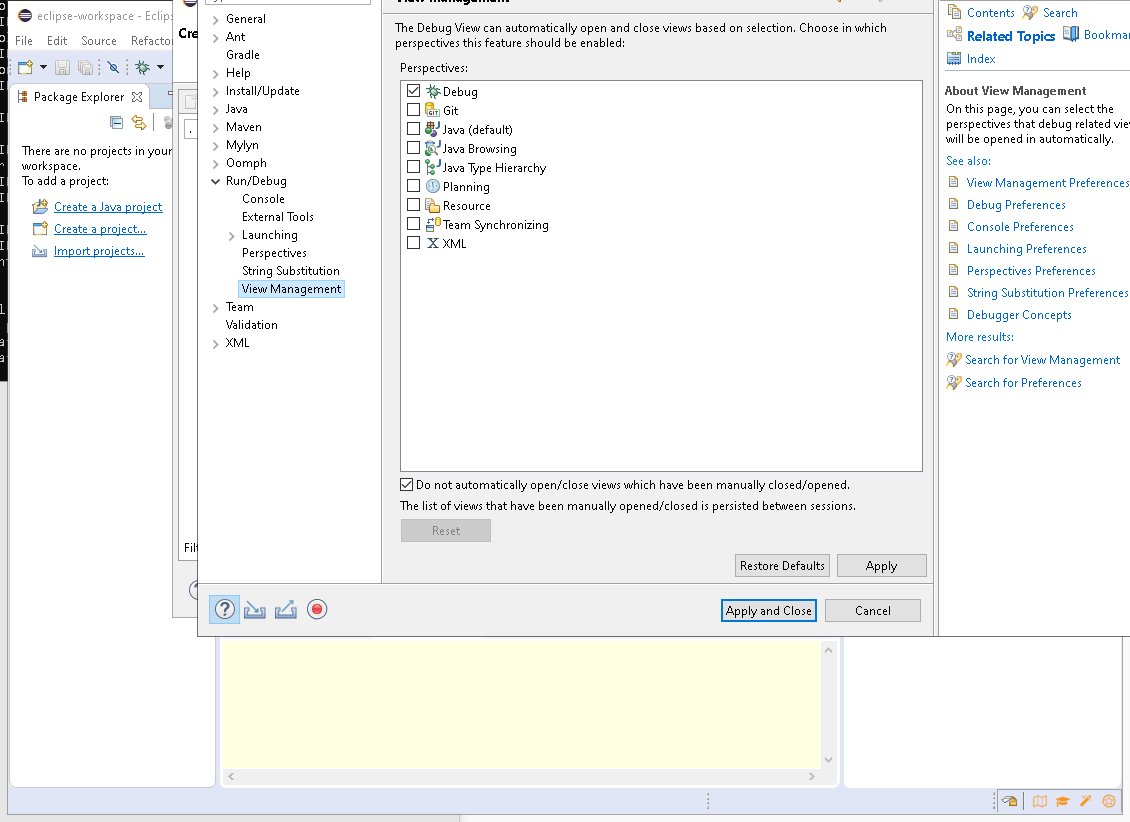 eclipse-workspace - Eclips
File Edit Source Refacto
Package Explorer
There are no projects in your
workspace.
To add a project:
Create a Java project
Create a project...
Import projects...
Cre
General
Ant
Gradle
Help
Install/Update
Java
Maven
Mylyn
Oomph
Run/Debug
Console
External Tools
Launching
Perspectives
String Substitution
View Management
Team
Validation
XML
Filt
View Management
The Debug View can automatically open and close views based on selection. Choose in which
perspectives this feature should be enabled:
Perspectives:
Debug
Git
Java (default)
Java Browsing
Java Type Hierarchy
Planning
Resource
Team Synchronizing
XML
Do not automatically open/close views which have been manually closed/opened.
The list of views that have been manually opened/closed is persisted between sessions.
Reset
Restore Defaults Apply
Apply and Close Cancel
Contents Search
Related Topics Bookmar
Index
About View Management
On this page, you can select the
perspectives that debug related vie
will be opened in automatically.
See also:
View Management Preferences
Debug Preferences
Console Preferences
Launching Preferences
Perspectives Preferences
String Substitution Preferences
Debugger Concepts
More results:
Search for View Management
Search for Preferences